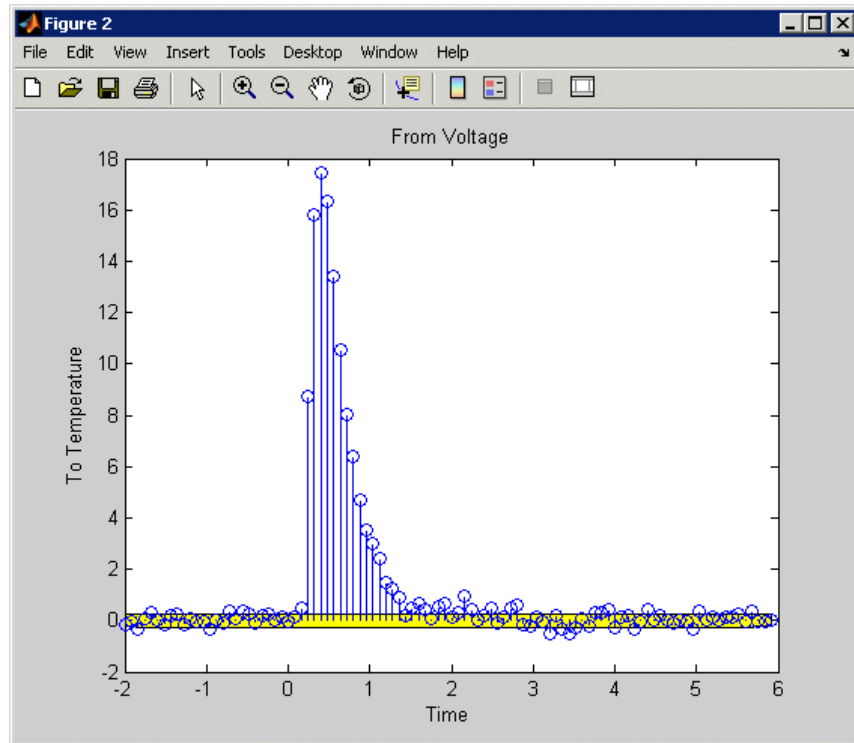 Figure 2
File Edit View Insert Tools Desktop Window Help
From Voltage
18
16
14
12
10
8
6
4
2
0
-2
To Temperature
-2 -1 0 1 2 3 4 5 6
Time